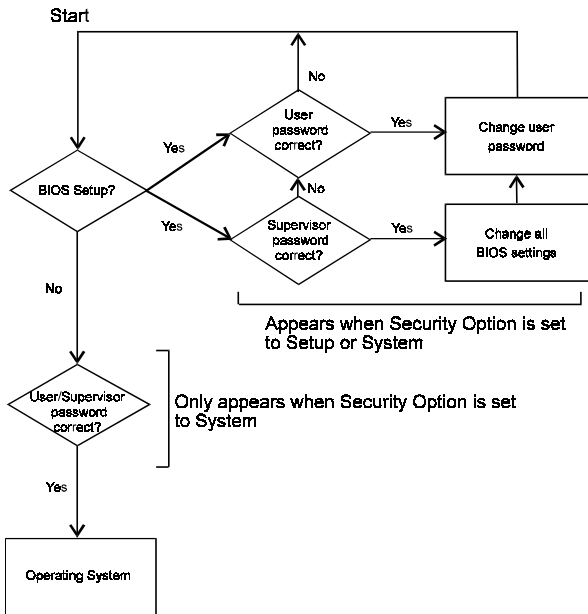 Start
No
User
password
correct?
Yes
Yes
Change user
password
BIOS Setup?
No
Yes
Supervisor
password
correct?
Yes
Change all
BIOS settings
No
Appears when Security Option is set
to Setup or System
User/Supervisor
password
correct?
Only appears when Security Option is set
to System
Yes
Operating System